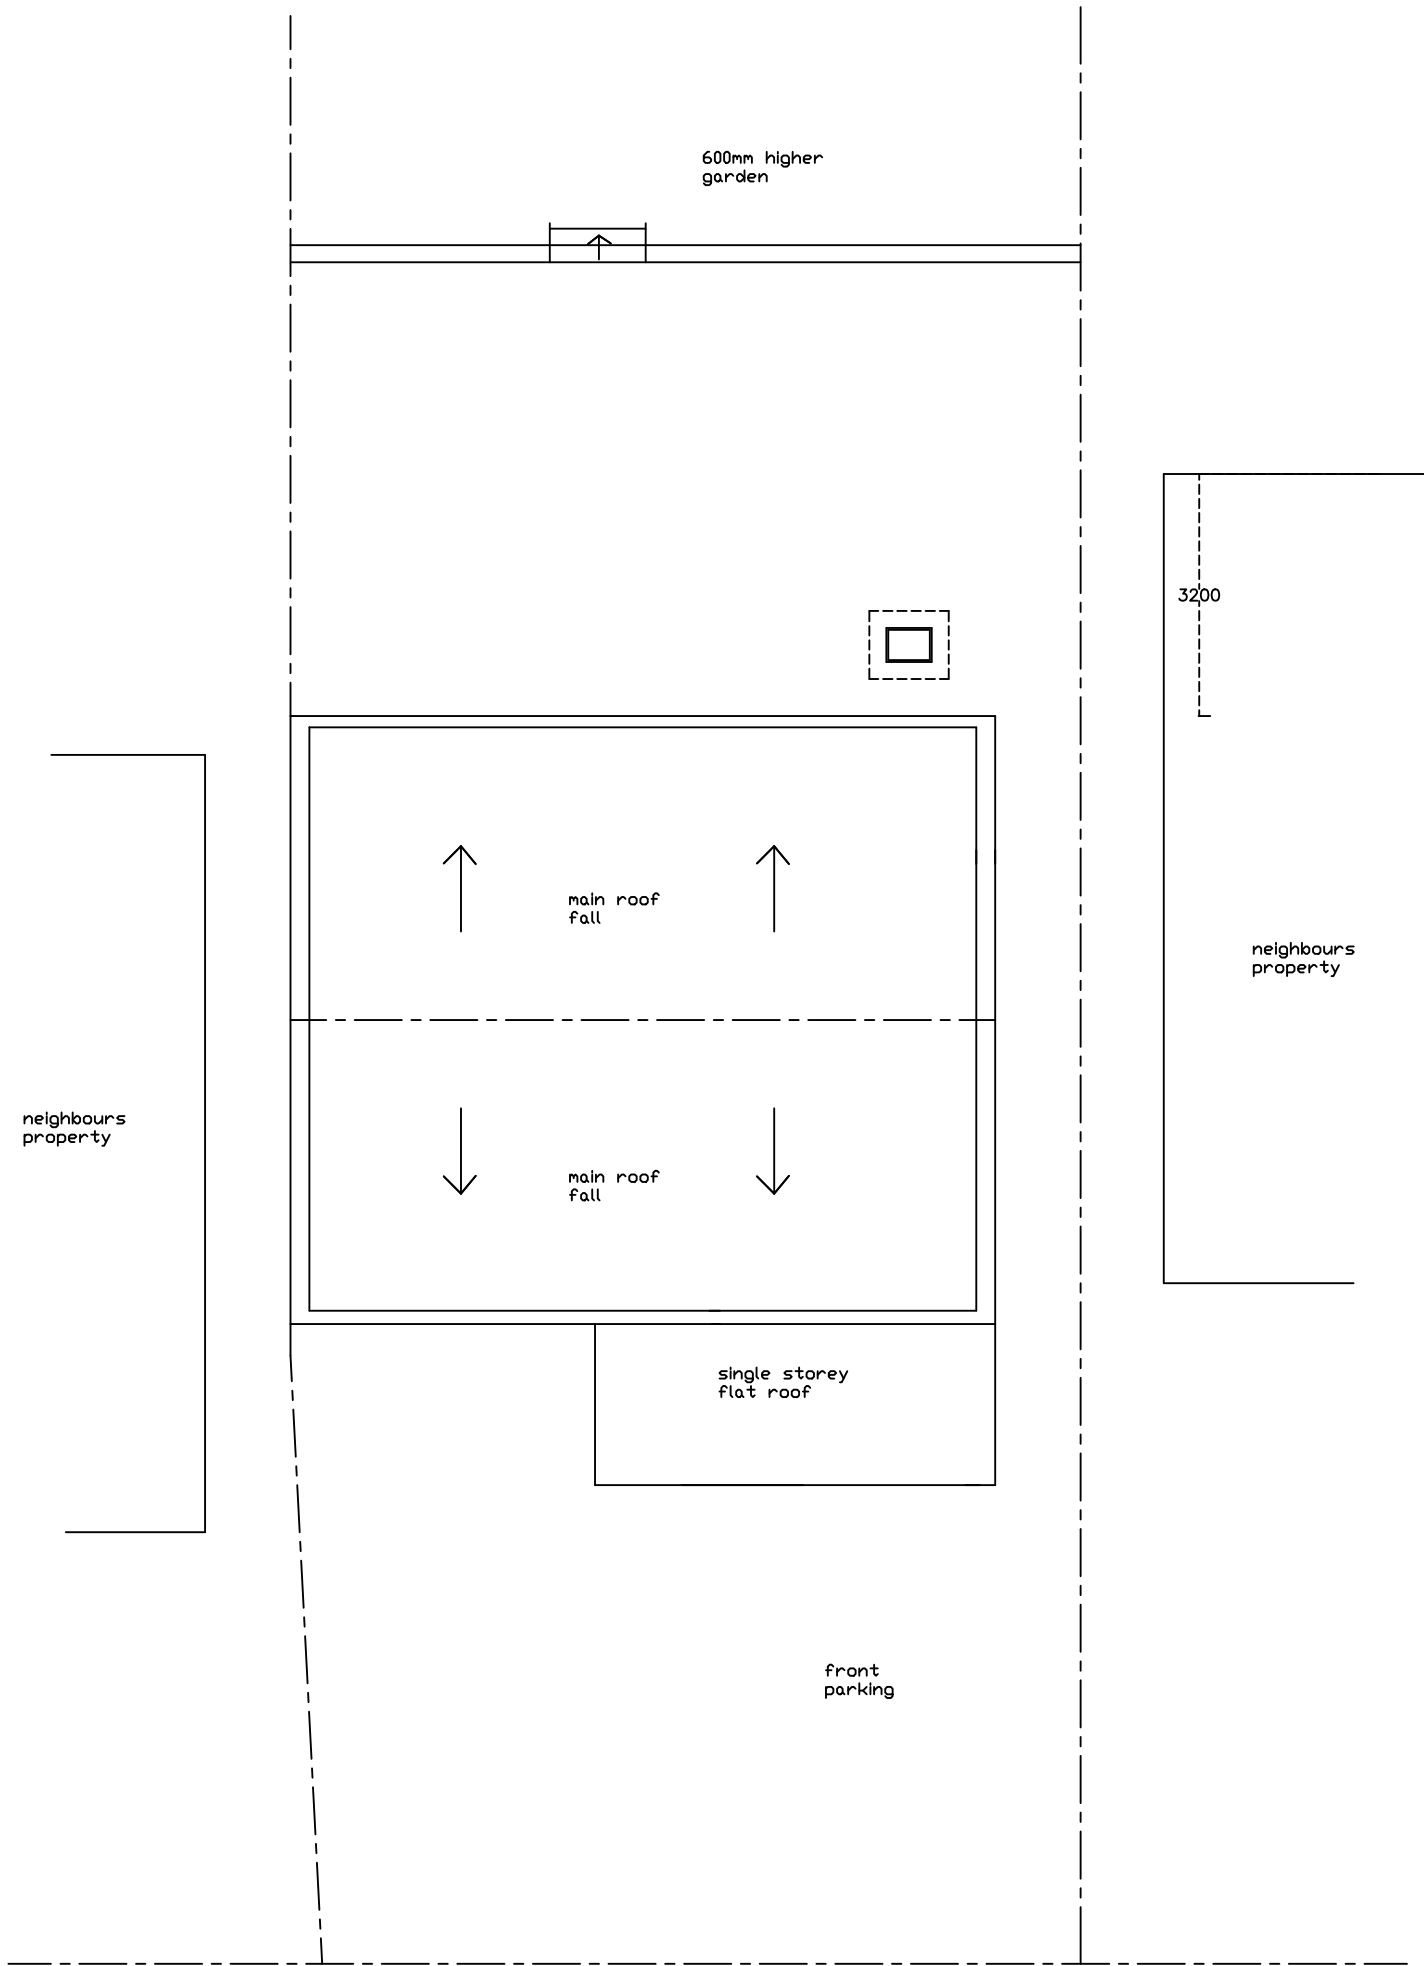 600mm higher
garden
3200
main roof
fall
neighbours
property
neighbours
property
main roof
fall
single storey
flat roof
front
parking